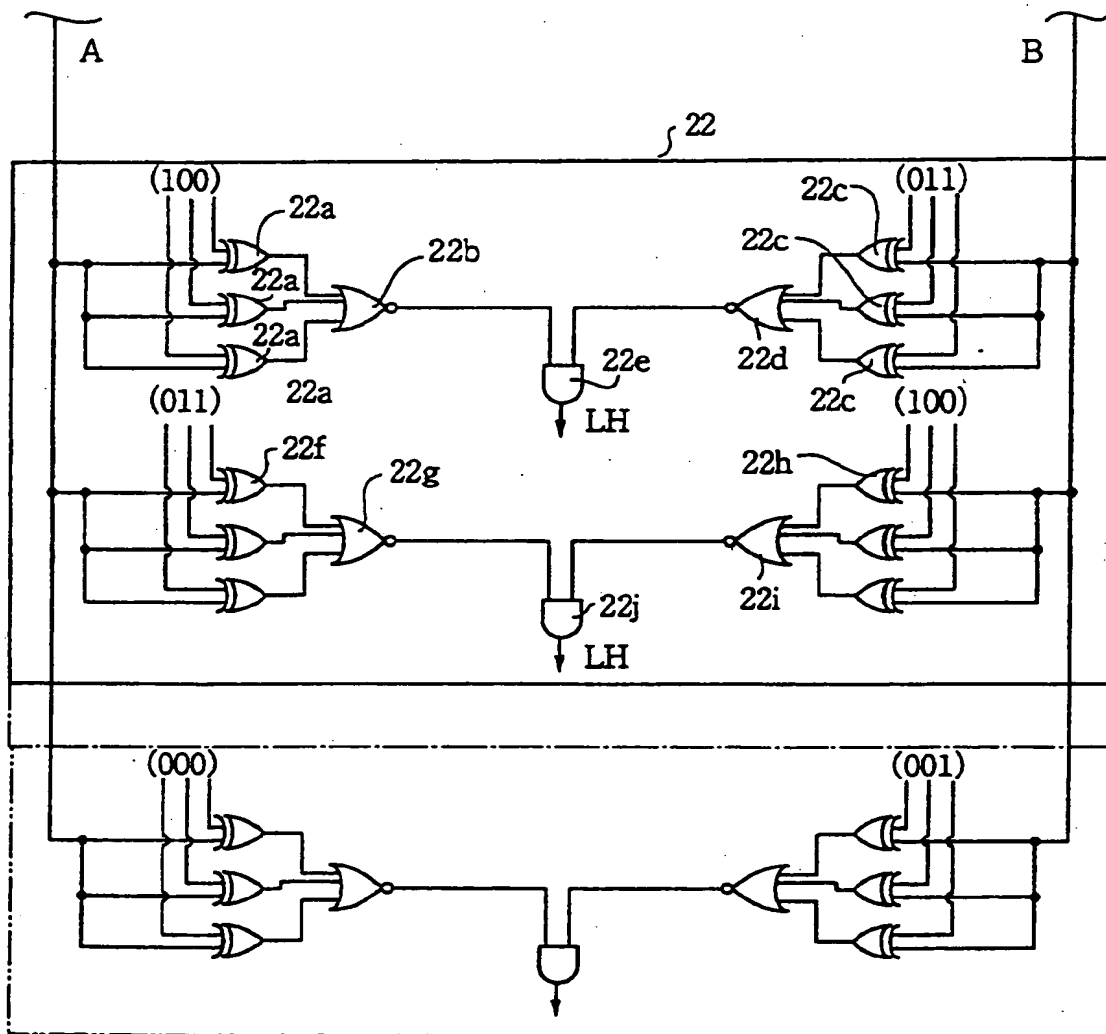 A B
22
(100) 22a 22c (011)
22b 22c
22a
22a 22d
22e
22a 22c
LH
(011) (100)
22f 22h
22g
22j 22i
LH
(000) (001)